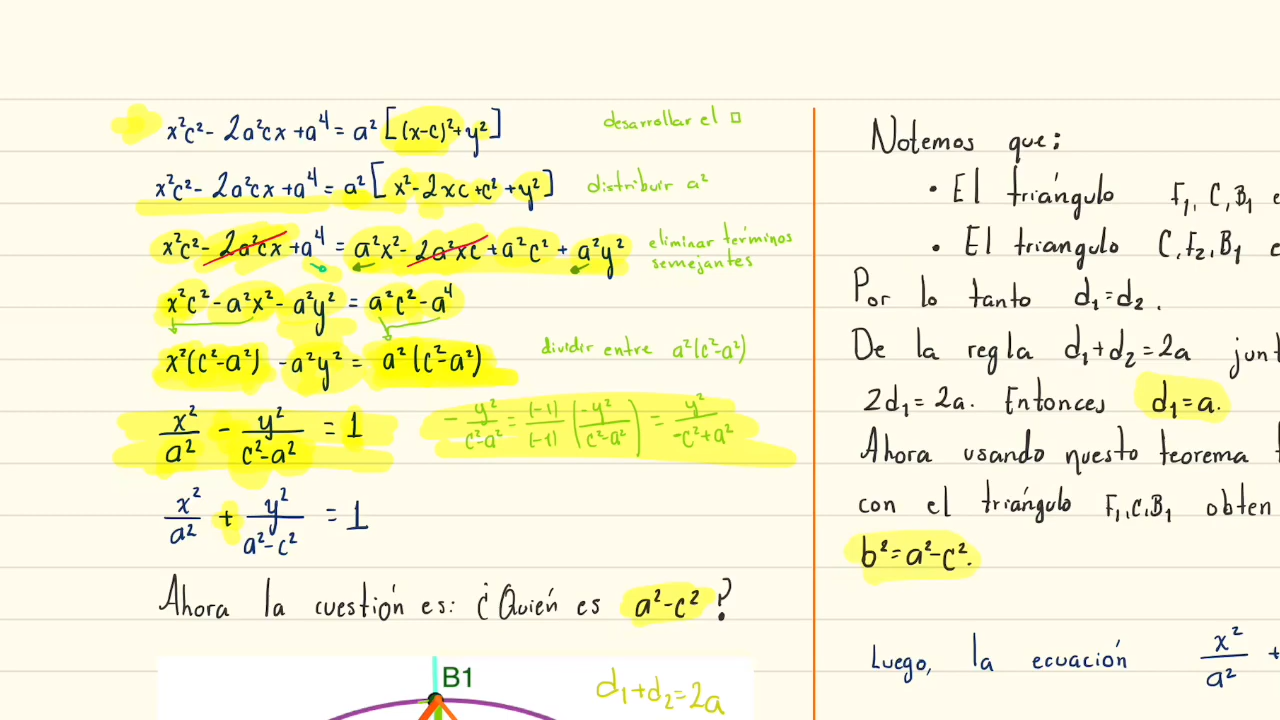 x²c² - 2a²cx + a⁴ = a² [(x-c)² + y²] desarrollar el □
x²c² - 2a²cx + a⁴ = a² [x² - 2xc + c² + y²] distribuir a²
x²c² - 2a²cx + a⁴ = a²x² - 2a²xc + a²c² + a²y² eliminar terminos
semejantes
x²c² - a²x² - a²y² = a²c² - a⁴
x²(c²-a²) - a²y² = a²(c²-a²) dividir entre a²(c²-a²)
x²/a² - y²/(c²-a²) = 1 - y²/(c²-a²) = (-1)/(-1) (-y²/(c²-a²)) = y²/(-c²+a²)
x²/a² + y²/(a²-c²) = 1
Ahora la cuestión es: ¿Quién es a²-c²?
B1
d₁+d₂=2a
Notemos que:
• El triángulo F₁, C, B₁
• El triangulo C, F₂, B₁
Por lo tanto d₁=d₂.
De la regla d₁+d₂=2a
2d₁=2a. Entonces d₁=a.
Ahora usando nuesto teorema
con el triángulo F₁, C, B₁
b²=a²-c².
Luego, la ecuación x²/a² +